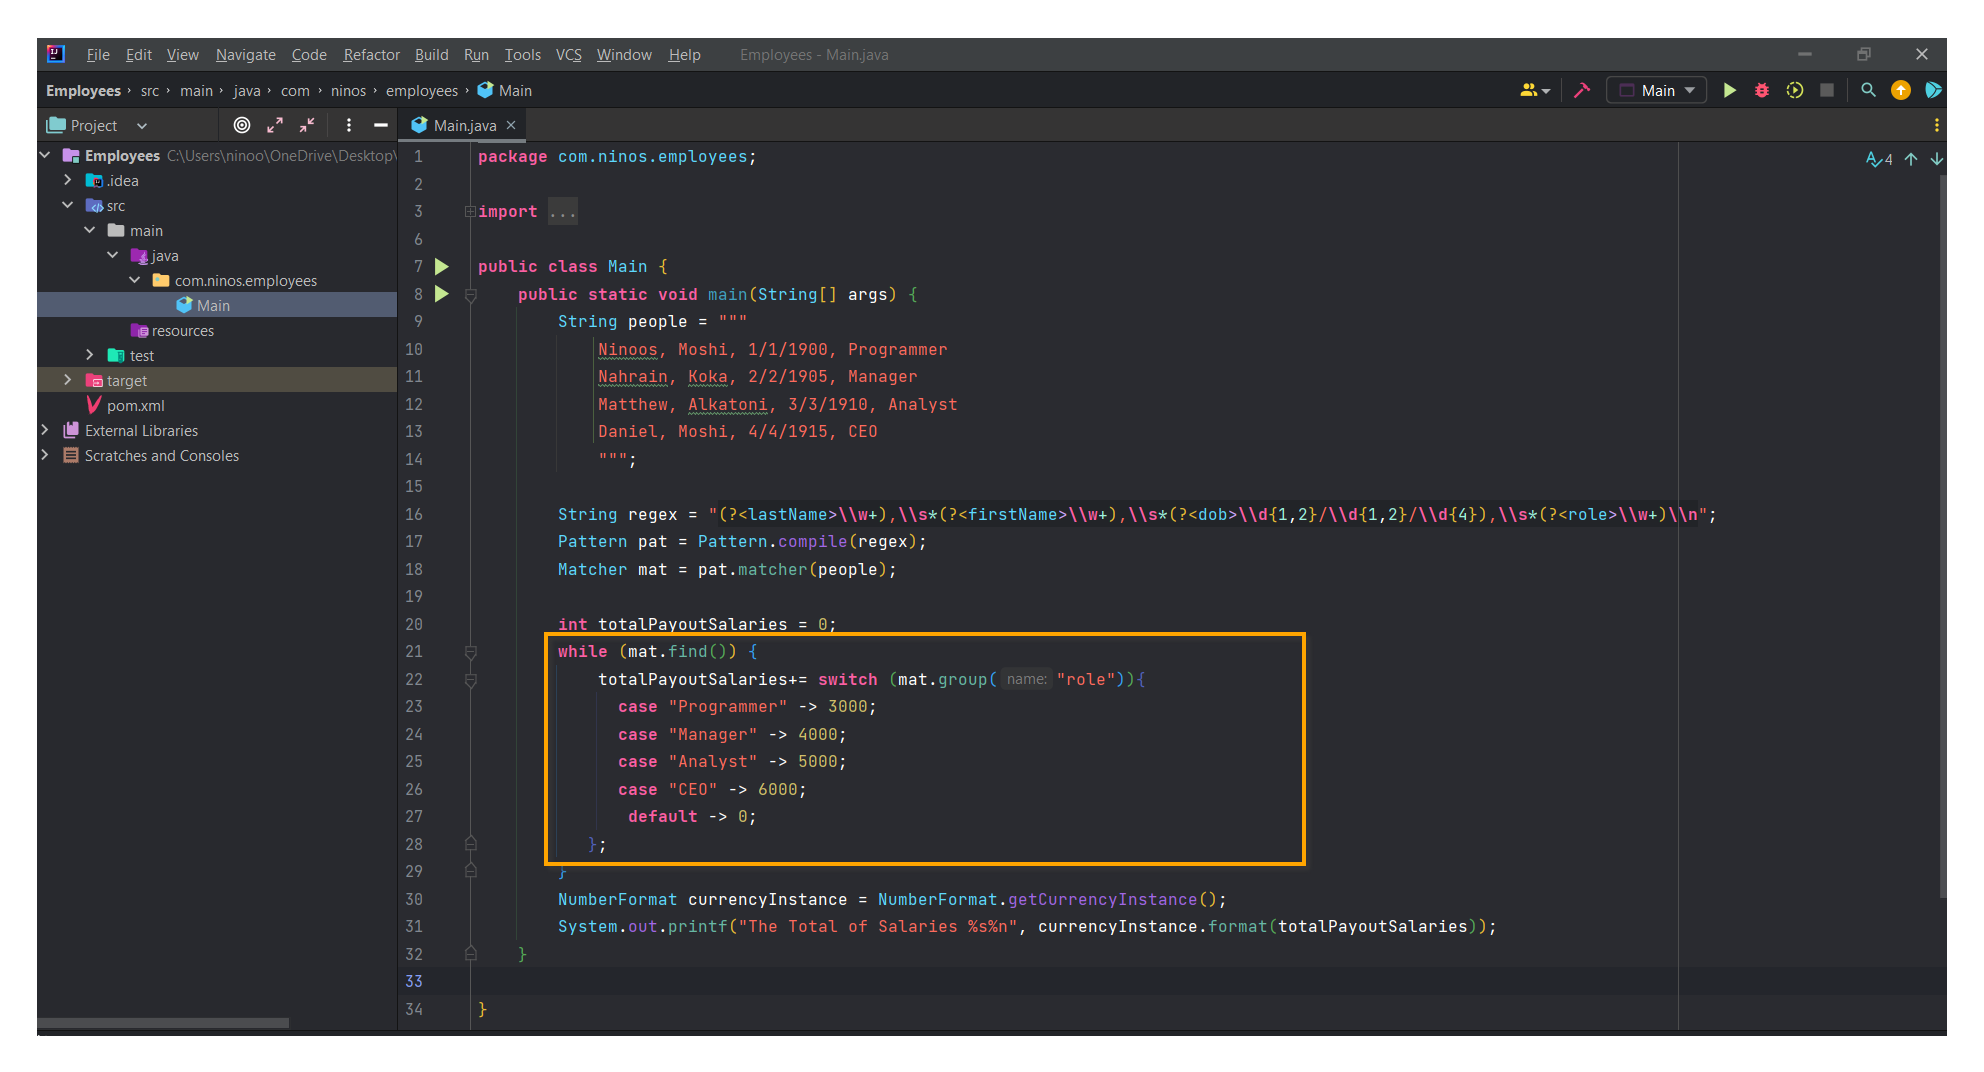 File Edit View Navigate Code Refactor Build Run Tools VCS Window Help Employees - Main.java
Employees › src › main › java › com › ninos › employees › Main
Main
Project
Main.java
Employees C:\Users\ninoo\OneDrive\Desktop\
.idea
src
main
java
com.ninos.employees
Main
resources
test
target
pom.xml
External Libraries
Scratches and Consoles
4
1 package com.ninos.employees;
2
3 import ...
6
7 public class Main {
8 public static void main(String[] args) {
9 String people = """
10 Ninoos, Moshi, 1/1/1900, Programmer
11 Nahrain, Koka, 2/2/1905, Manager
12 Matthew, Alkatoni, 3/3/1910, Analyst
13 Daniel, Moshi, 4/4/1915, CEO
14 """;
15
16 String regex = "(?<lastName>\\w+),\\s*(?<firstName>\\w+),\\s*(?<dob>\\d{1,2}/\\d{1,2}/\\d{4}),\\s*(?<role>\\w+)\\n";
17 Pattern pat = Pattern.compile(regex);
18 Matcher mat = pat.matcher(people);
19
20 int totalPayoutSalaries = 0;
21 while (mat.find()) {
22 totalPayoutSalaries+= switch (mat.group( name: "role")){
23 case "Programmer" -> 3000;
24 case "Manager" -> 4000;
25 case "Analyst" -> 5000;
26 case "CEO" -> 6000;
27 default -> 0;
28 };
29 }
30 NumberFormat currencyInstance = NumberFormat.getCurrencyInstance();
31 System.out.printf("The Total of Salaries %s%n", currencyInstance.format(totalPayoutSalaries));
32 }
33
34 }